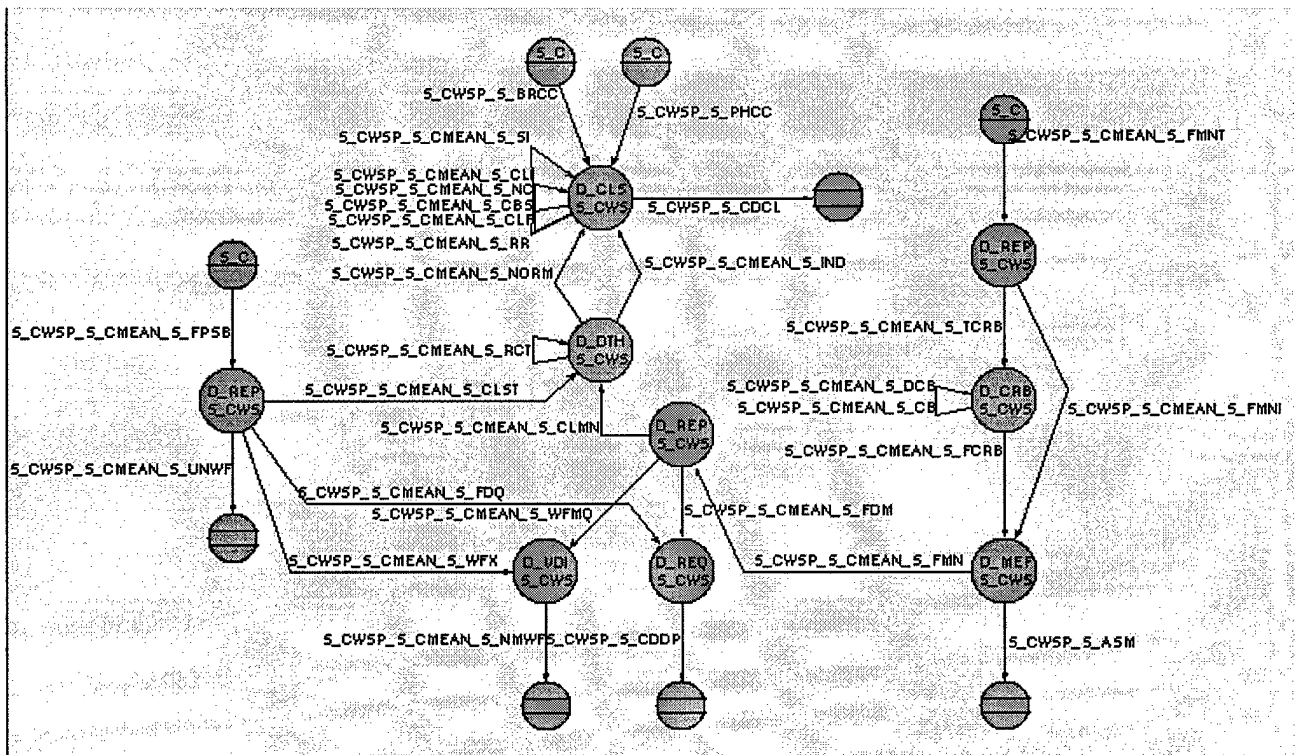 S_C
S_C
S_CWSP_S_BRCC
S_CWSP_S_PHCC
S_C
S_CWSP_S_CMEAN_S_FMNT
S_CWSP_S_CMEAN_S_SI
S_CWSP_S_CMEAN_S_CLI
S_CWSP_S_CMEAN_S_NC
S_CWSP_S_CMEAN_S_CBS
S_CWSP_S_CMEAN_S_CLF
S_CWSP_S_CMEAN_S_RR
D_CLS
S_CWS
S_CWSP_S_CDCL
S_C
S_CWSP_S_CMEAN_S_NORM
S_CWSP_S_CMEAN_S_IND
D_REP
S_CWS
S_CWSP_S_CMEAN_S_FPSB
S_CWSP_S_CMEAN_S_RCT
D_DTH
S_CWS
S_CWSP_S_CMEAN_S_TCRB
D_REP
S_CWS
S_CWSP_S_CMEAN_S_CLST
S_CWSP_S_CMEAN_S_DCB
S_CWSP_S_CMEAN_S_CB
D_CRB
S_CWS
S_CWSP_S_CMEAN_S_FMNI
S_CWSP_S_CMEAN_S_CLMN
D_REP
S_CWS
S_CWSP_S_CMEAN_S_FCRB
S_CWSP_S_CMEAN_S_UNWF
S_CWSP_S_CMEAN_S_FDQ
S_CWSP_S_CMEAN_S_WFMQ
S_CWSP_S_CMEAN_S_FDM
S_CWSP_S_CMEAN_S_WFX
D_UDI
S_CWS
D_REQ
S_CWS
S_CWSP_S_CMEAN_S_FMN
D_MEF
S_CWS
S_CWSP_S_CMEAN_S_NMWF
S_CWSP_S_CDDP
S_CWSP_S_ASM